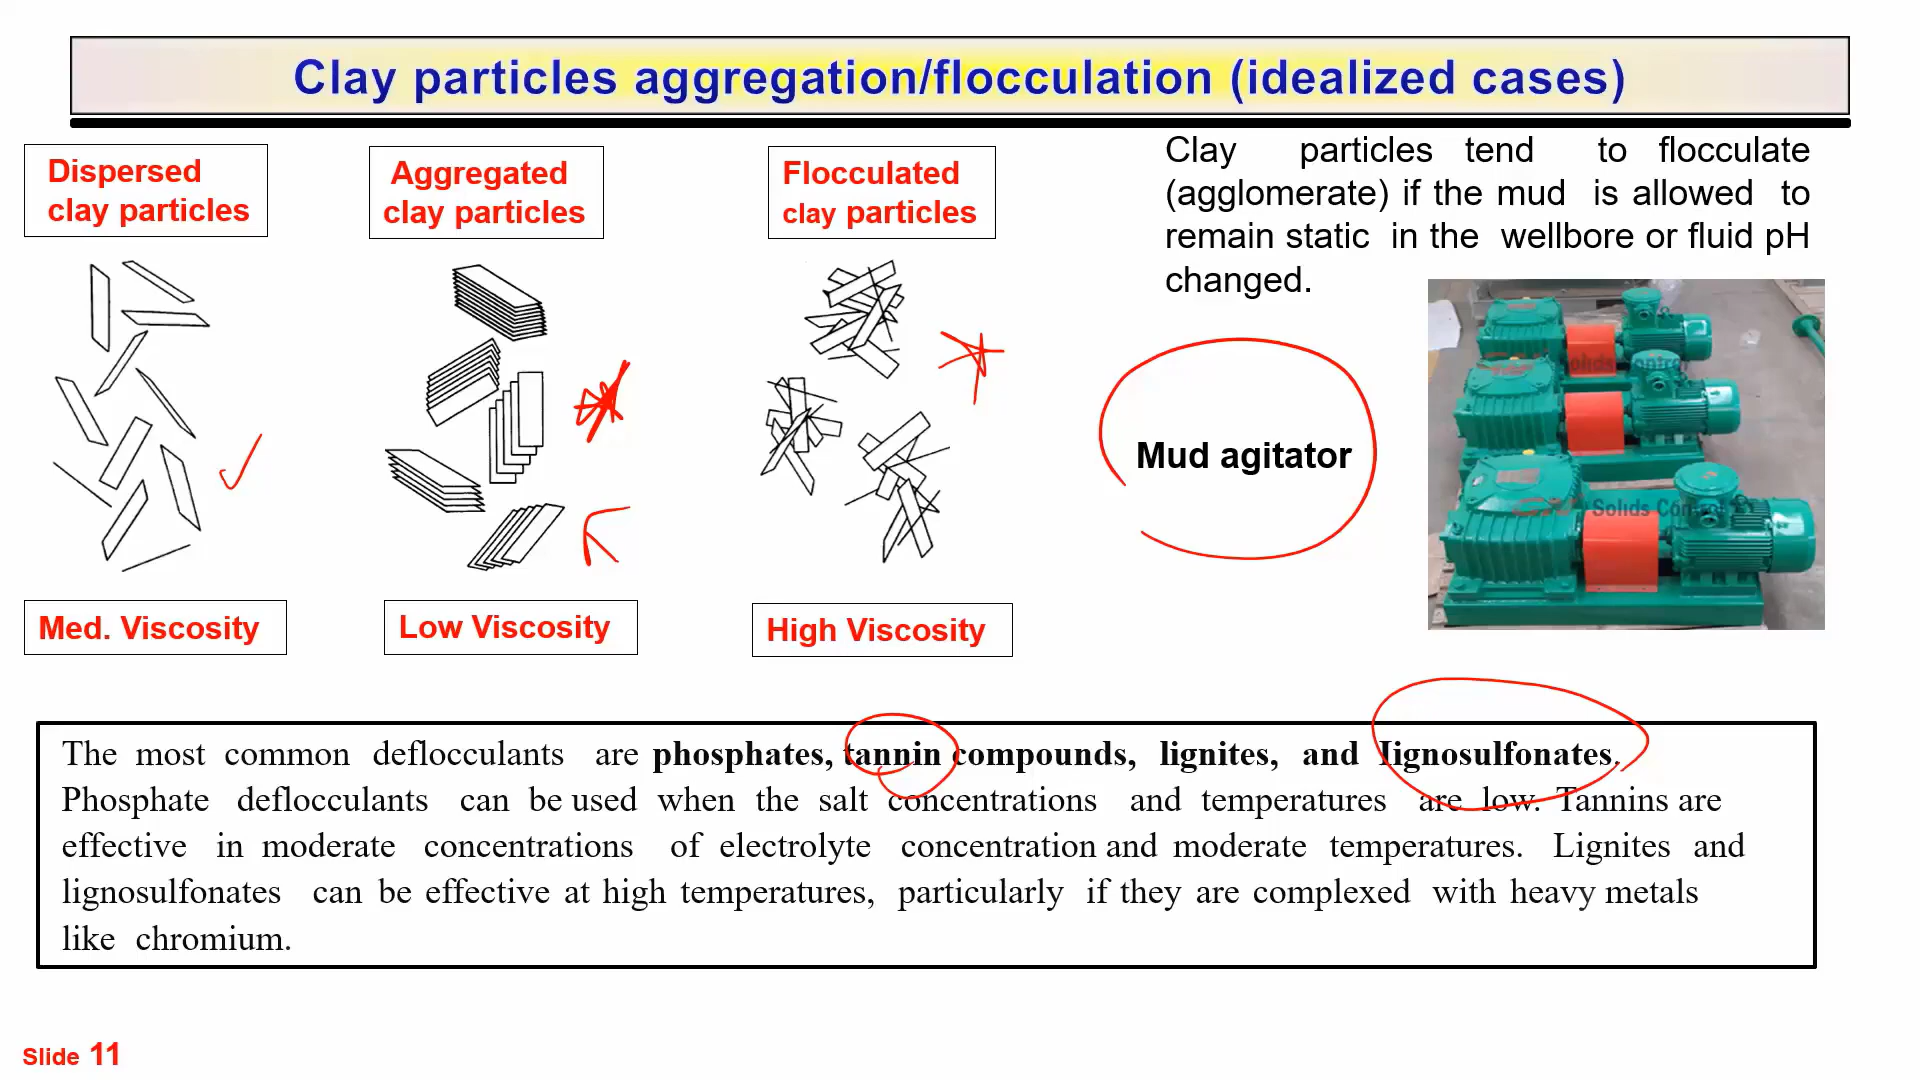 Clay particles aggregation/flocculation (idealized cases)
Dispersed
clay particles
Aggregated
clay particles
Flocculated
clay particles
Clay particles tend to flocculate
(agglomerate) if the mud is allowed to
remain static in the wellbore or fluid pH
changed.
Mud agitator
Solids Control
Solids Control
Med. Viscosity
Low Viscosity
High Viscosity
The most common deflocculants are phosphates, tannin compounds, lignites, and Iignosulfonates.
Phosphate deflocculants can be used when the salt concentrations and temperatures are low. Tannins are
effective in moderate concentrations of electrolyte concentration and moderate temperatures. Lignites and
lignosulfonates can be effective at high temperatures, particularly if they are complexed with heavy metals
like chromium.
Slide 11